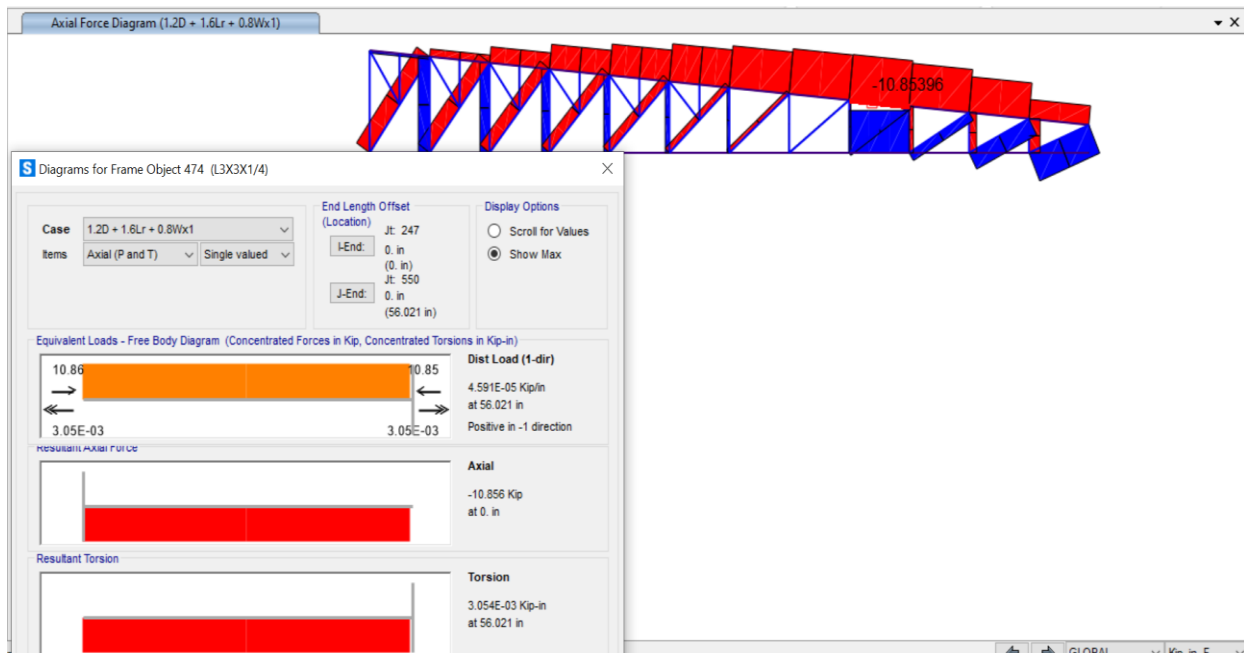 Axial Force Diagram (1.2D + 1.6Lr + 0.8Wx1)
-10.85396
S Diagrams for Frame Object 474 (L3X3X1/4)
End Length Offset
(Location)
Display Options
Case 1.2D + 1.6Lr + 0.8Wx1
Items Axial (P and T) Single valued
Jt: 247
I-End: 0. in
(0. in)
Jt: 550
J-End: 0. in
(56.021 in)
Scroll for Values
Show Max
Equivalent Loads - Free Body Diagram (Concentrated Forces in Kip, Concentrated Torsions in Kip-in)
10.86
10.85
3.05E-03
3.05E-03
Dist Load (1-dir)
4.591E-05 Kip/in
at 56.021 in
Positive in -1 direction
Resultant Axial Force
Axial
-10.856 Kip
at 0. in
Resultant Torsion
Torsion
3.054E-03 Kip-in
at 56.021 in
GLOBAL
Kip, in, F